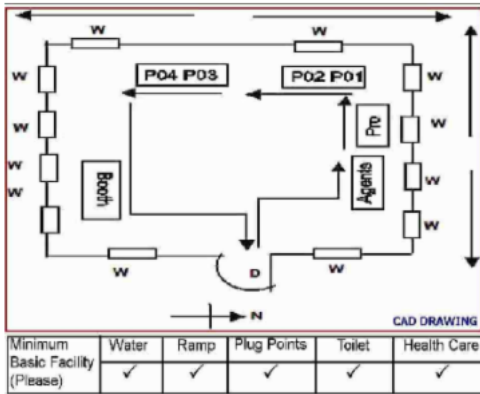 W W
W W
P04 P03 P02 P01
W Pro W
W
W Booth Agents W
W
W D W
N
CAD DRAWING
Minimum Basic Facility (Please) Water Ramp Plug Points Toilet Health Care
✓ ✓ ✓ ✓ ✓